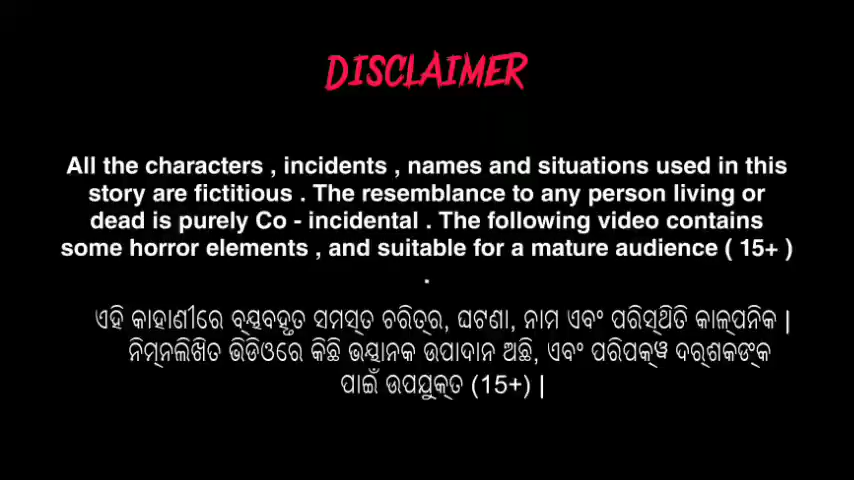 DISCLAIMER
All the characters , incidents , names and situations used in this
story are fictitious . The resemblance to any person living or
dead is purely Co - incidental . The following video contains
some horror elements , and suitable for a mature audience ( 15+ )
.
ଏହି କାହାଣୀରେ ବ୍ୟବହୃତ ସମସ୍ତ ଚରିତ୍ର, ଘଟଣା, ନାମ ଏବଂ ପରିସ୍ଥିତି କାଳ୍ପନିକ |
ନିମ୍ନଲିଖିତ ଭିଡିଓରେ କିଛି ଭୟାନକ ଉପାଦାନ ଅଛି, ଏବଂ ପରିପକ୍ୱ ଦର୍ଶକଙ୍କ
ପାଇଁ ଉପଯୁକ୍ତ (15+) |